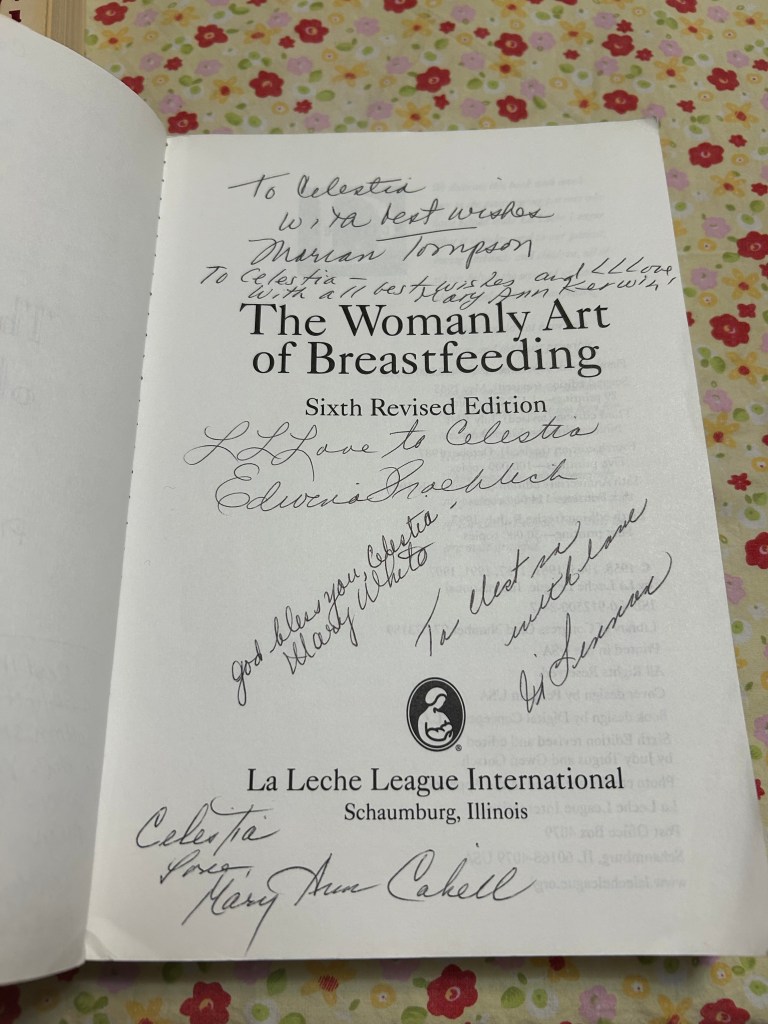 To Celestia
with best wishes
Marian Tompson
To Celestia —
with all best wishes and LLLove
Mary Ann Kerwin
The Womanly Art
of Breastfeeding
Sixth Revised Edition
LLLove to Celestia
Edwina Froehlich
God bless you, Celestia,
Mary White
To
with love
Vi Lennon
®
La Leche League International
Schaumburg, Illinois
Celestia
Love,
Mary Ann Cahill